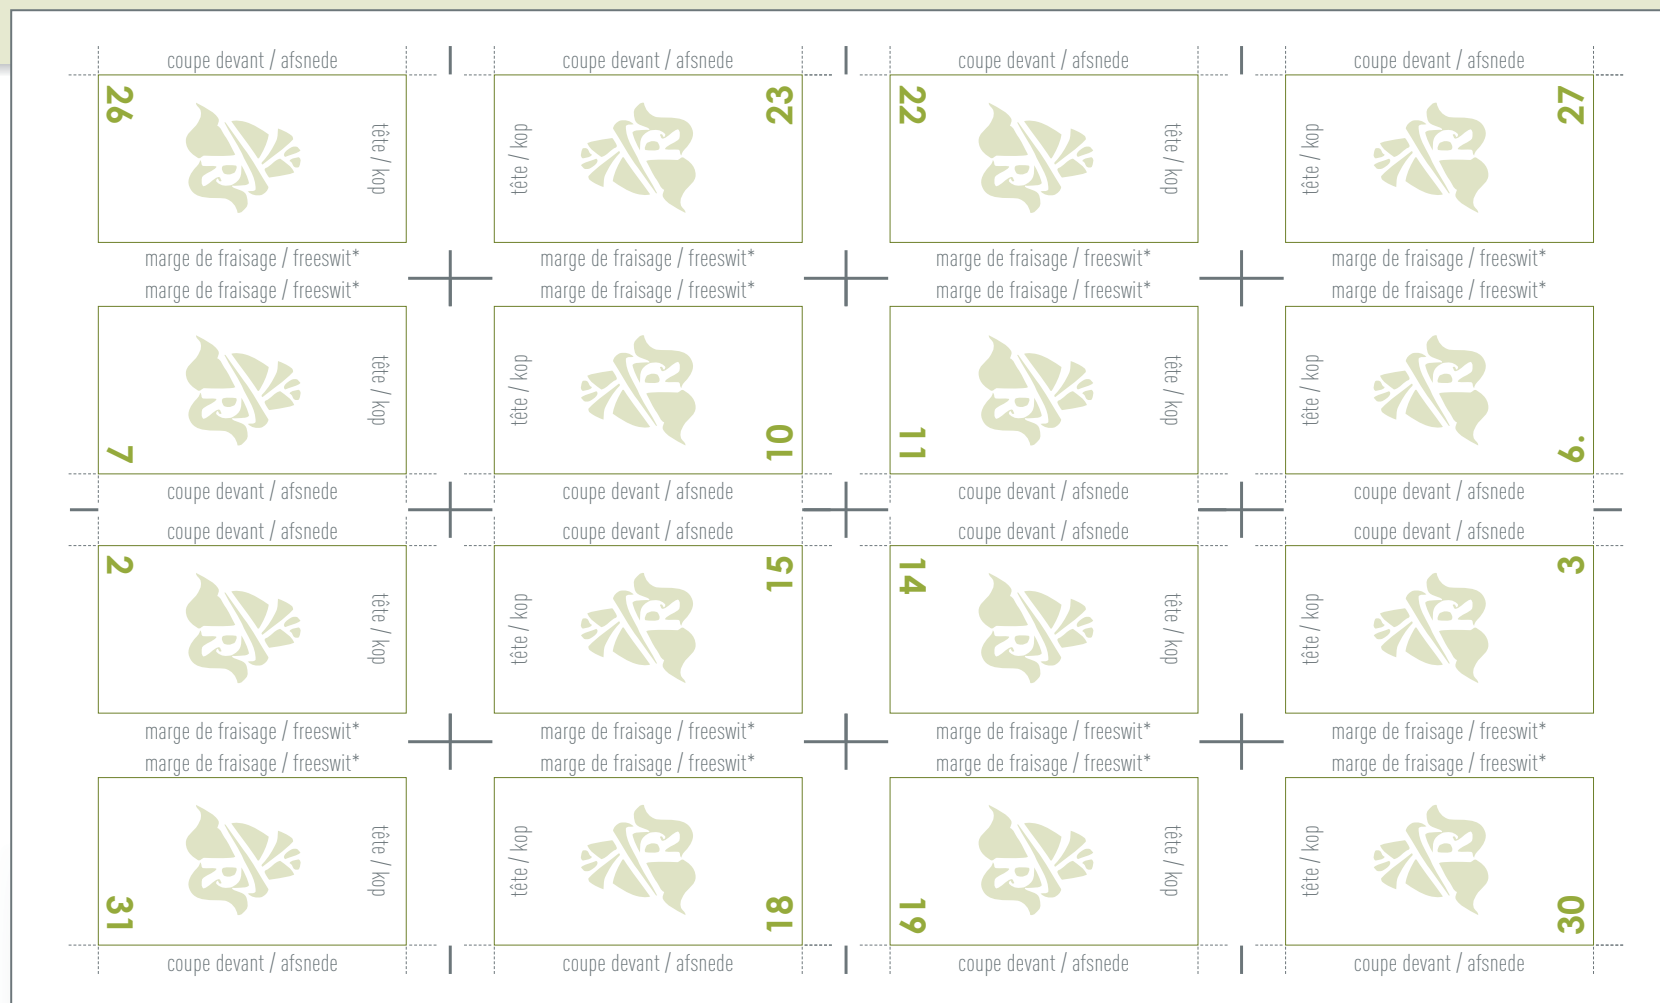 coupe devant / afsnede coupe devant / afsnede coupe devant / afsnede coupe devant / afsnede
26 tête / kop tête / kop 23 22 tête / kop tête / kop 27
R R R R
marge de fraisage / freeswit* marge de fraisage / freeswit* marge de fraisage / freeswit* marge de fraisage / freeswit*
marge de fraisage / freeswit* marge de fraisage / freeswit* marge de fraisage / freeswit* marge de fraisage / freeswit*
7 tête / kop tête / kop 10 11 tête / kop tête / kop 6.
R R R R
coupe devant / afsnede coupe devant / afsnede coupe devant / afsnede coupe devant / afsnede
coupe devant / afsnede coupe devant / afsnede coupe devant / afsnede coupe devant / afsnede
2 tête / kop tête / kop 15 14 tête / kop tête / kop 3
R R R R
marge de fraisage / freeswit* marge de fraisage / freeswit* marge de fraisage / freeswit* marge de fraisage / freeswit*
marge de fraisage / freeswit* marge de fraisage / freeswit* marge de fraisage / freeswit* marge de fraisage / freeswit*
31 tête / kop tête / kop 18 19 tête / kop tête / kop 30
R R R R
coupe devant / afsnede coupe devant / afsnede coupe devant / afsnede coupe devant / afsnede